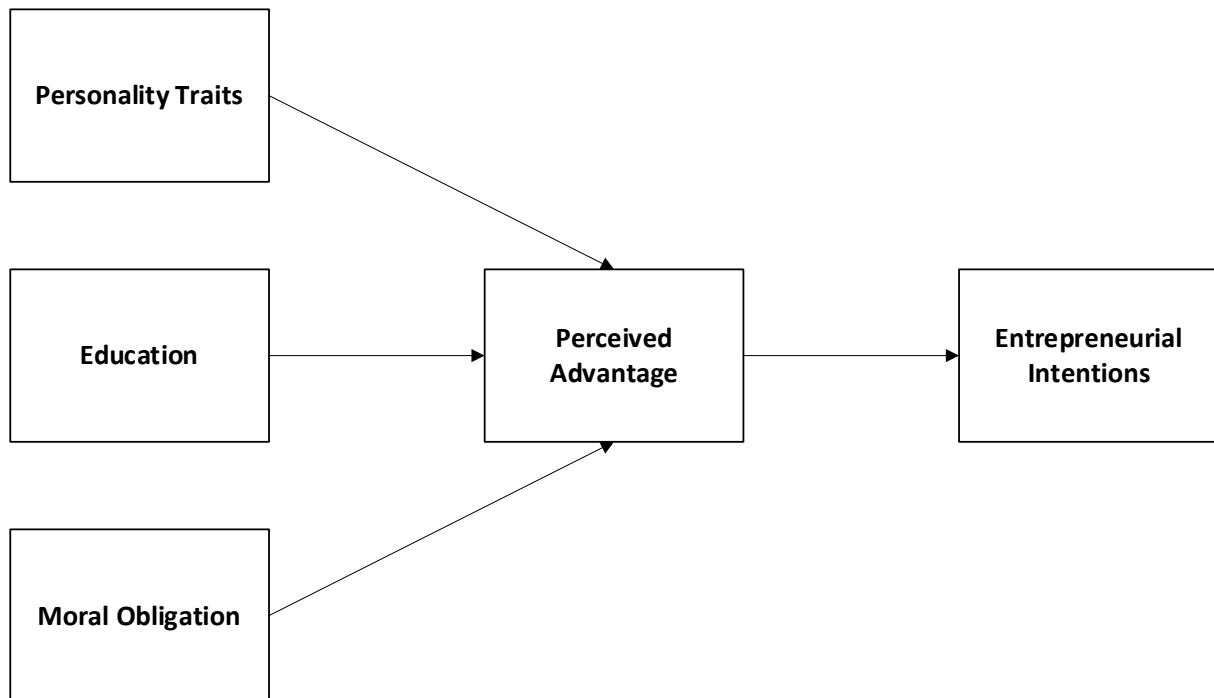 Personality Traits
Education
Perceived
Advantage
Entrepreneurial
Intentions
Moral Obligation